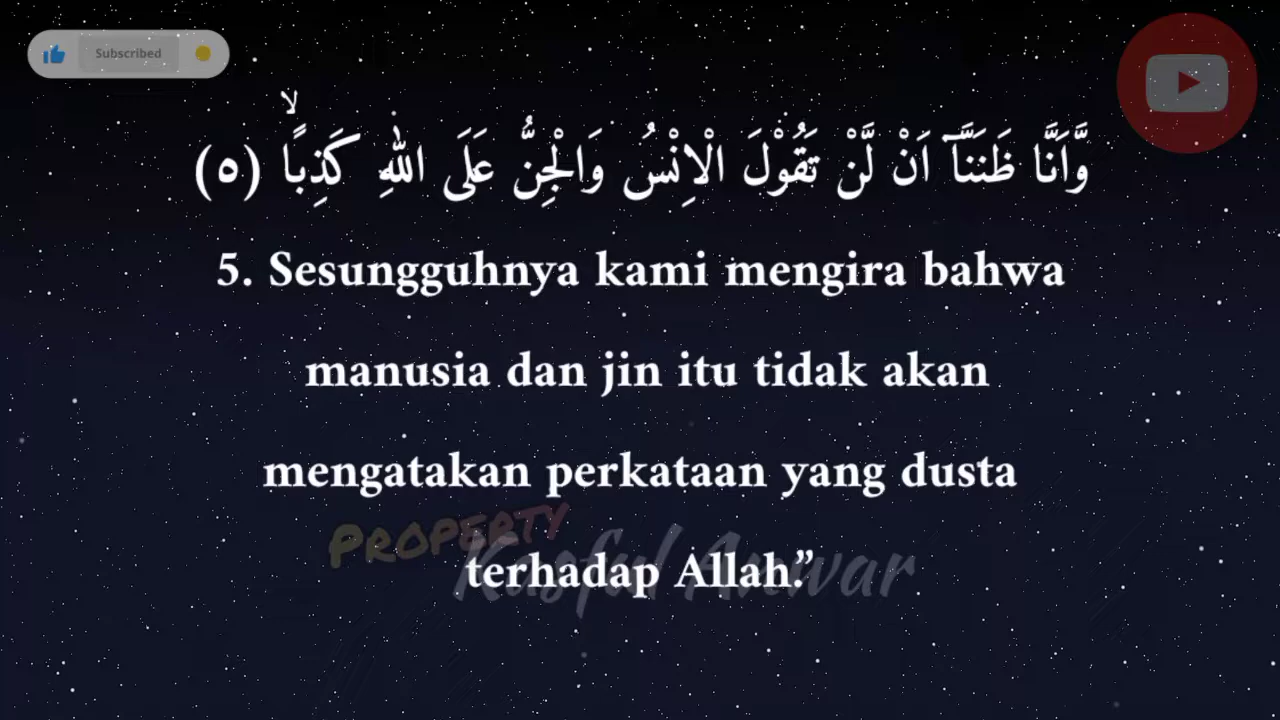 Subscribed
وَّاَنَّا ظَنَنَّآ اَنْ لَّنْ تَقُوْلَ الْاِنْسُ وَالْجِنُّ عَلَى اللّٰهِ كَذِبًاۙ (٥)
5. Sesungguhnya kami mengira bahwa
manusia dan jin itu tidak akan
mengatakan perkataan yang dusta
terhadap Allah.”
Property
Kasful Anwar